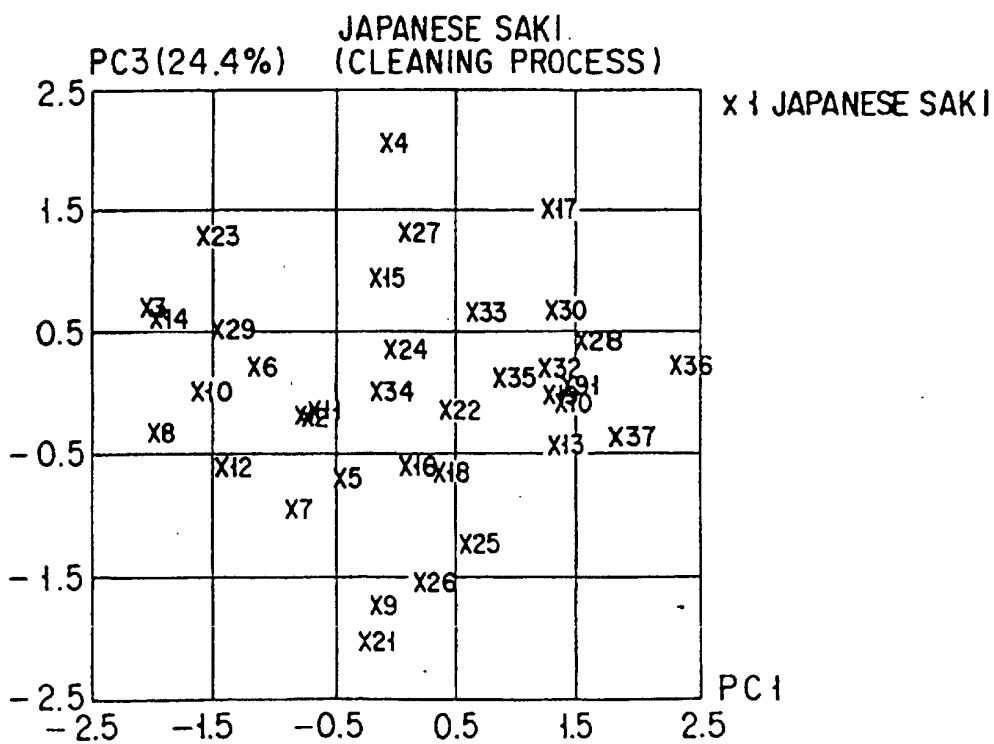 JAPANESE SAKI.
PC3(24.4%) (CLEANING PROCESS)
2.5
x 1 JAPANESE SAKI
X4
1.5
X17
X23
X27
X15
X3
X14
X33
X30
0.5
X29
X28
X24
X6
X32
X36
X35
X10
X34
X22
X8
X13
X37
-0.5
X12
X5
X16
X18
X7
X25
-1.5
X26
X9
X21
-2.5
PC1
-2.5 -1.5 -0.5 0.5 1.5 2.5